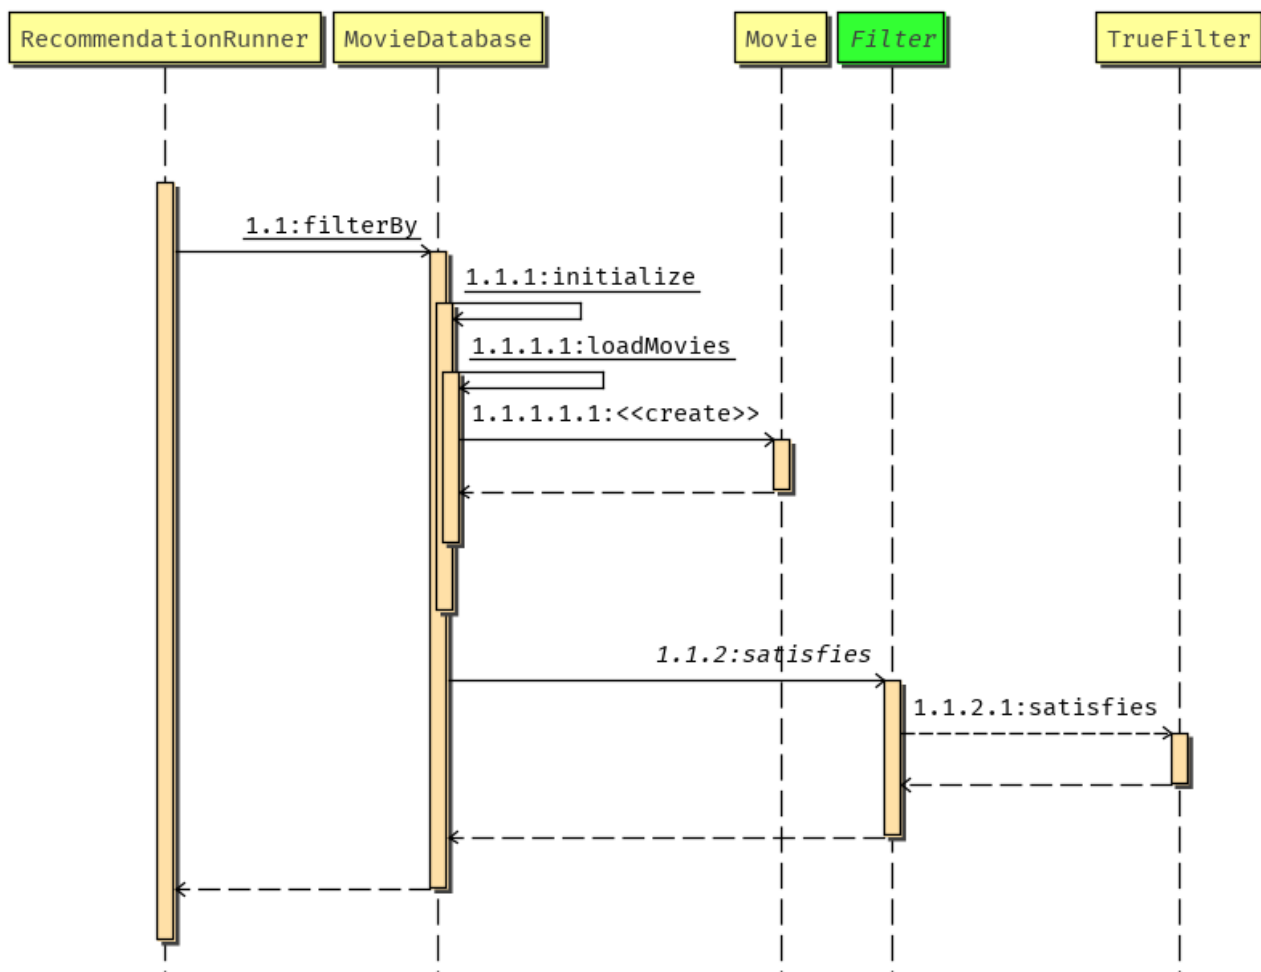 RecommendationRunner
MovieDatabase
Movie
Filter
TrueFilter
1.1:filterBy
1.1.1:initialize
1.1.1.1:loadMovies
1.1.1.1.1:<<create>>
1.1.2:satisfies
1.1.2.1:satisfies